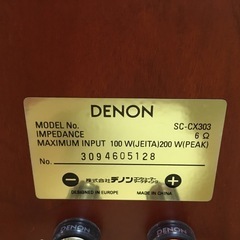 DENON
MODEL No. SC-CX303
IMPEDANCE 6 Ω
MAXIMUM INPUT 100 W(JEITA)200 W(PEAK)
No. 3094605128
株式会社デノン
DESIGNED IN EUROPE MADE IN CHINA